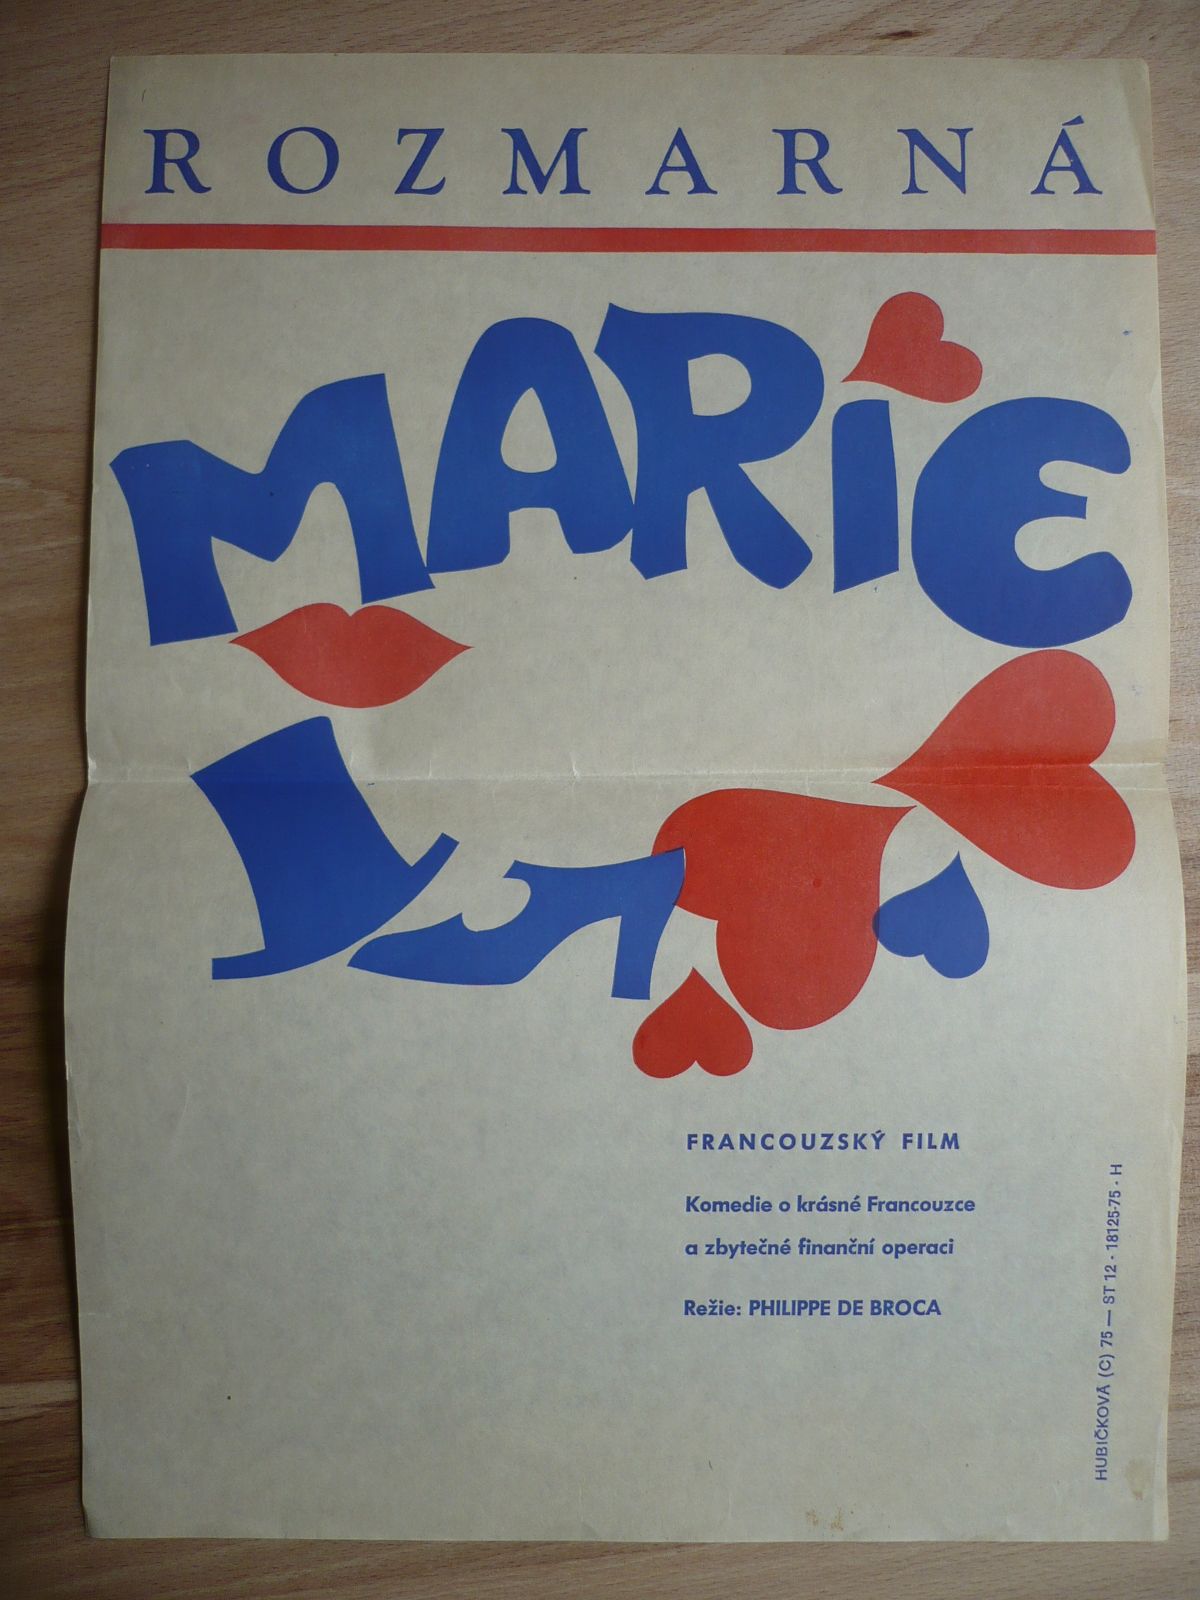 ROZMARNÁ
MARiE
FRANCOUZSKÝ FILM
Komedie o krásné Francouzce
a zbytečné finanční operaci
Režie: PHILIPPE DE BROCA
HUBIČKOVÁ (C) 75 — ST 12 - 18125-75 - H